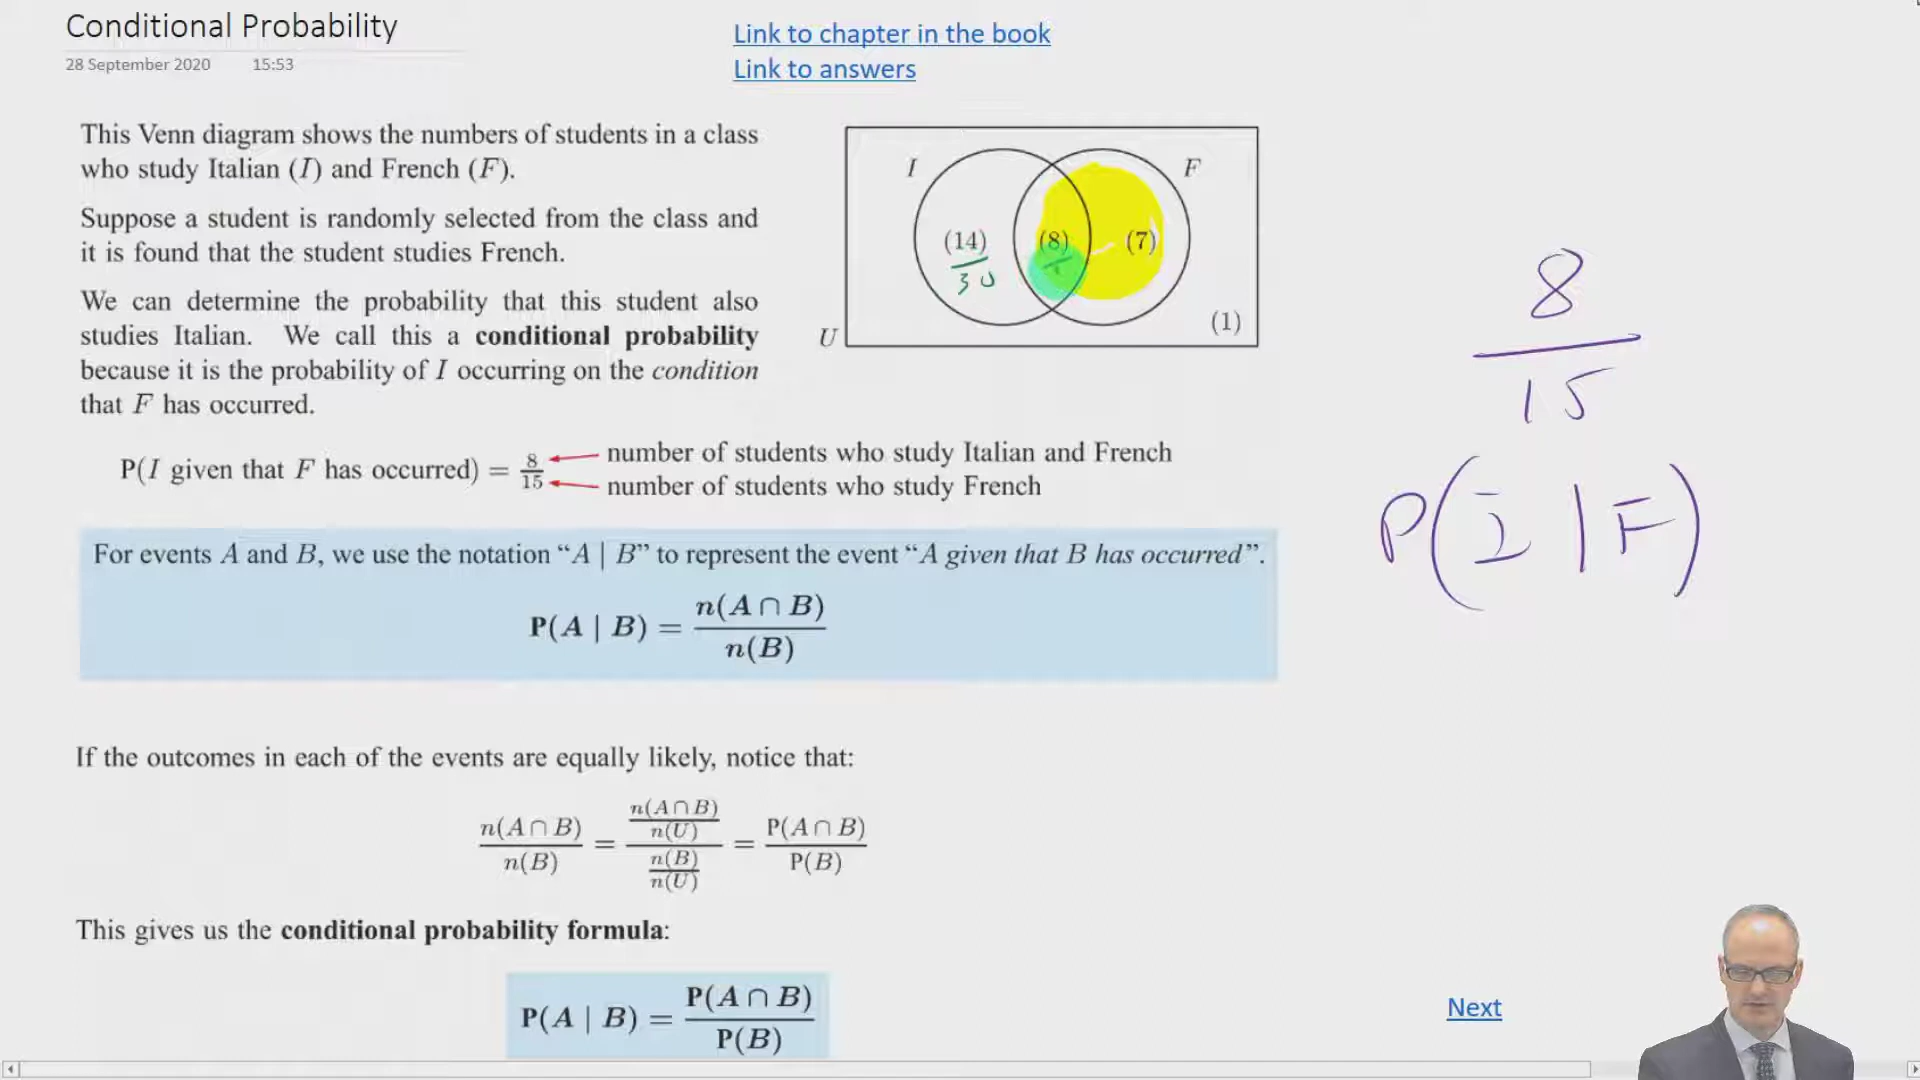 Conditional Probability
28 September 2020 15:53
Link to chapter in the book
Link to answers
This Venn diagram shows the numbers of students in a class
who study Italian (I) and French (F).
Suppose a student is randomly selected from the class and
it is found that the student studies French.
We can determine the probability that this student also
studies Italian. We call this a conditional probability
because it is the probability of I occurring on the condition
that F has occurred.
I F
(14) (8) (7)
30
(1)
U
8
15
P(I | F)
P(I given that F has occurred) = 8/15
number of students who study Italian and French
number of students who study French
For events A and B, we use the notation “A | B” to represent the event “A given that B has occurred”.
P(A | B) = n(A ∩ B) / n(B)
If the outcomes in each of the events are equally likely, notice that:
n(A ∩ B) / n(B) = (n(A ∩ B) / n(U)) / (n(B) / n(U)) = P(A ∩ B) / P(B)
This gives us the conditional probability formula:
P(A | B) = P(A ∩ B) / P(B)
Next